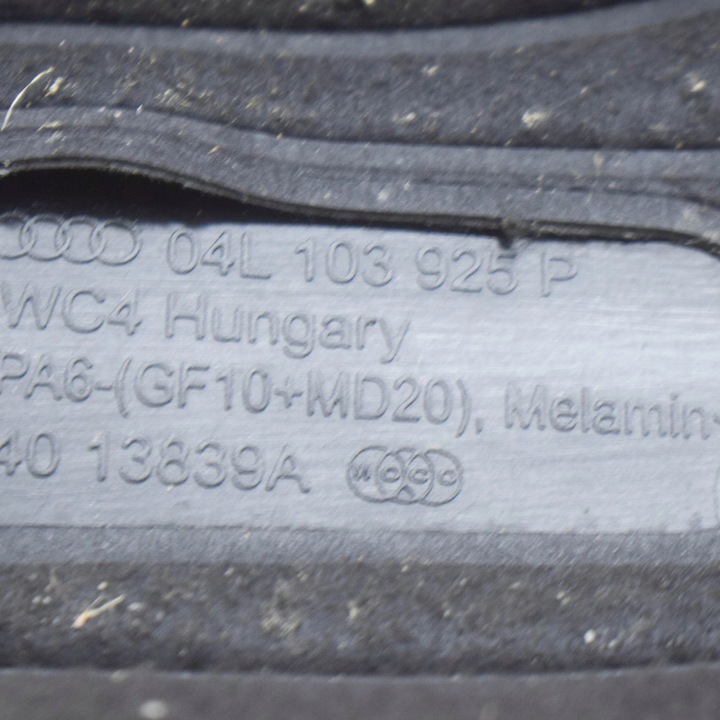 04L 103 925 P
WC4 Hungary
PA6-(GF10+MD20), Melamin-
40 13839A